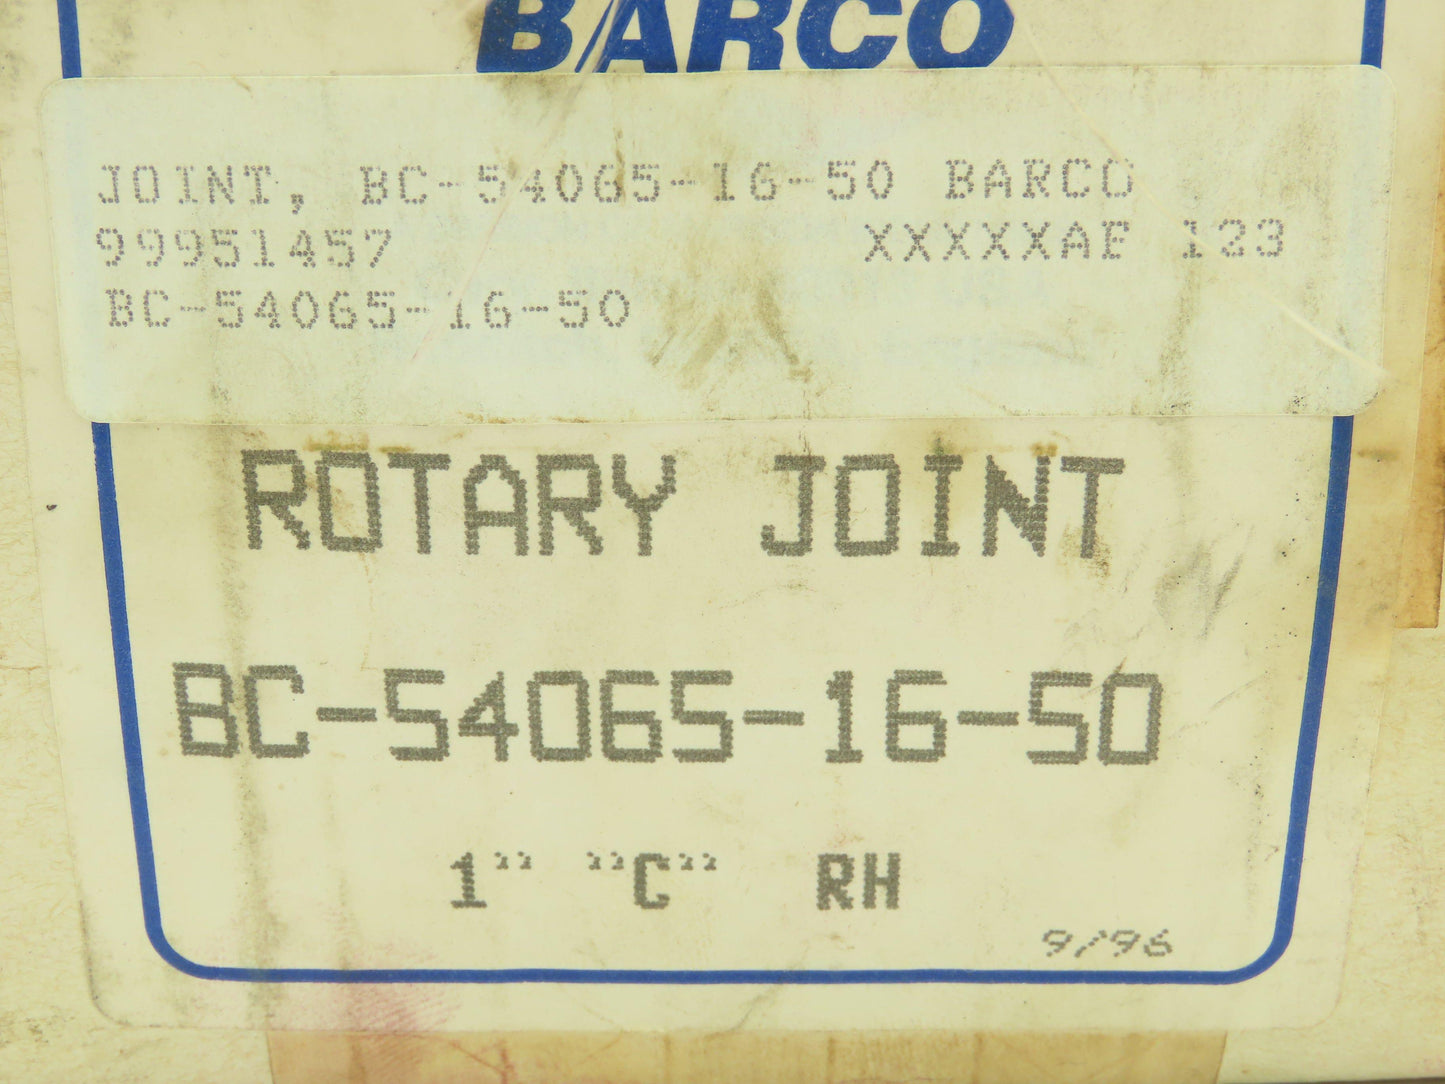 BARCO
JOINT, BC-54065-16-50 BARCO
99951457 XXXXXAE 123
BC-54065-16-50
ROTARY JOINT
BC-54065-16-50
1" "C" RH
9/96